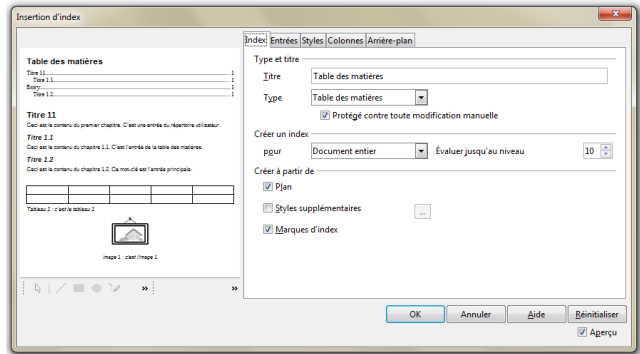 Insertion d'index
Index Entrées Styles Colonnes Arrière-plan
Table des matières
Titre 11 1
Titre 1.1 1
Entry 1
Titre 1.2 1
Titre 11
Ceci est le contenu du premier chapitre. C'est une entrée du répertoire utilisateur.
Titre 1.1
Ceci est le contenu du chapitre 1.1. C'est l'entrée de la table des matières.
Titre 1.2
Ceci est le contenu du chapitre 1.2. Ce mot-clé est l'entrée principale.
Tableau 1 : c'est le tableau 1
Image 1 : c'est l'image 1
»
»
Type et titre
Titre Table des matières
Type Table des matières
Protégé contre toute modification manuelle
Créer un index
pour Document entier Évaluer jusqu'au niveau 10
Créer à partir de
Plan
Styles supplémentaires ...
Marques d'index
OK Annuler Aide Réinitialiser
Aperçu